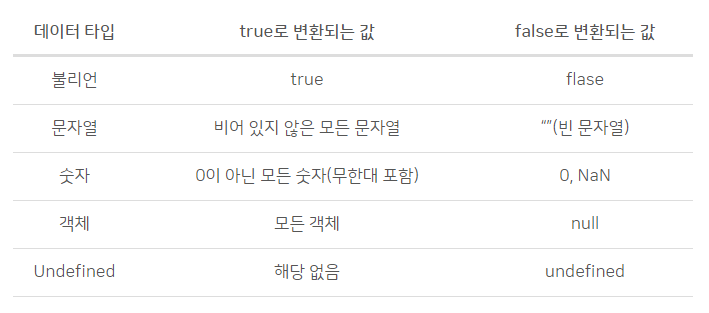 데이터 타입 true로 변환되는 값 false로 변환되는 값
불리언 true flase
문자열 비어 있지 않은 모든 문자열 “”(빈 문자열)
숫자 0이 아닌 모든 숫자(무한대 포함) 0, NaN
객체 모든 객체 null
Undefined 해당 없음 undefined